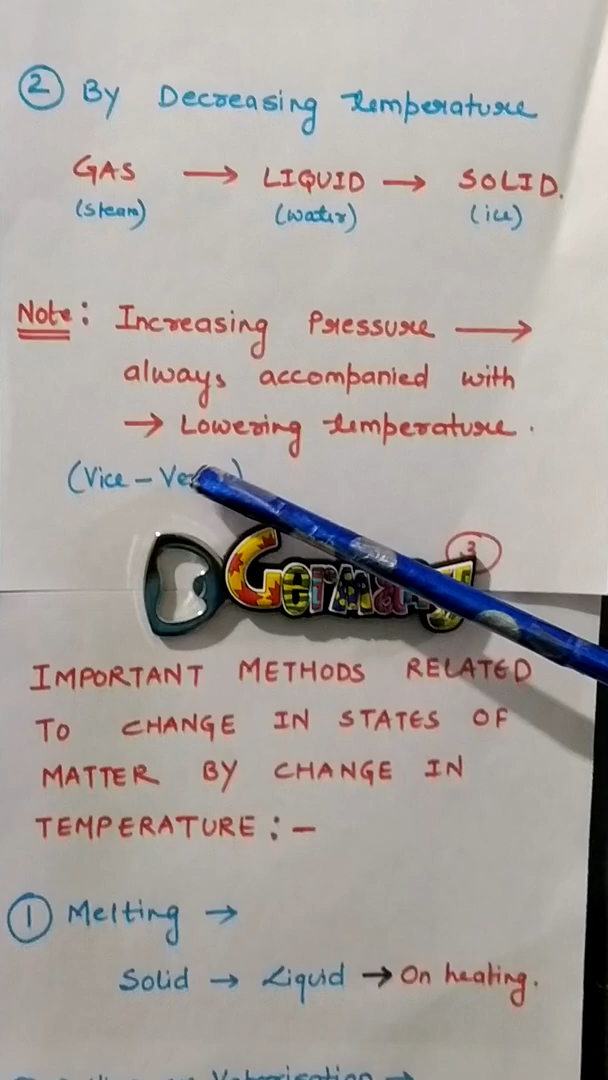 ② By Decreasing temperature
GAS → LIQUID → SOLID.
(Steam) (water) (ice)
Note: Increasing Pressure →
always accompanied with
→ Lowering temperature.
(Vice -
3
Germany
IMPORTANT METHODS RELATED
TO CHANGE IN STATES OF
MATTER BY CHANGE IN
TEMPERATURE :-
① Melting →
Solid → Liquid → On heating.